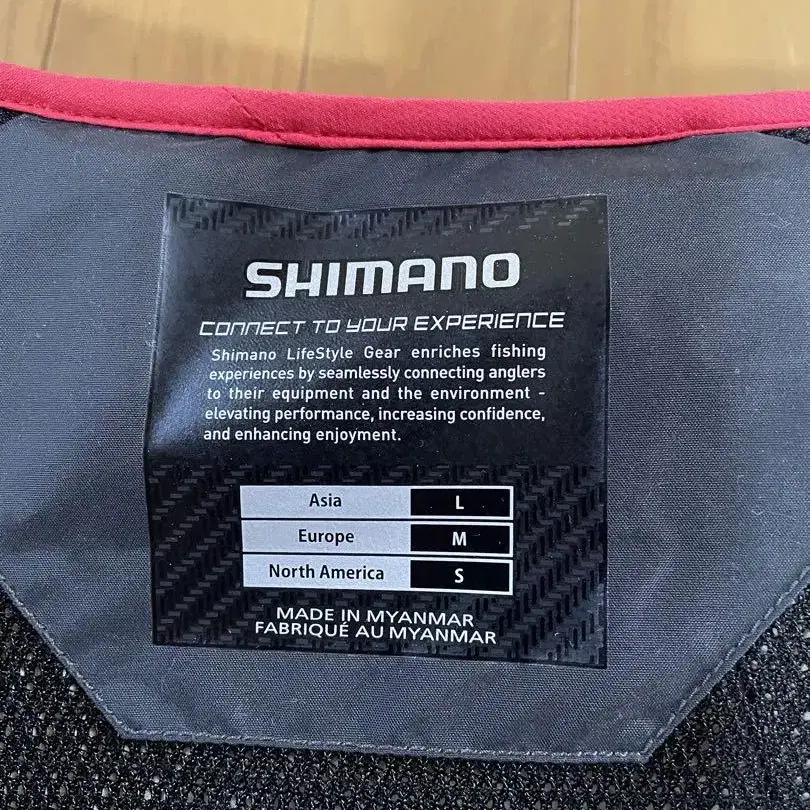 SHIMANO
CONNECT TO YOUR EXPERIENCE
Shimano LifeStyle Gear enriches fishing
experiences by seamlessly connecting anglers
to their equipment and the environment -
elevating performance, increasing confidence,
and enhancing enjoyment.
Asia L
Europe M
North America S
MADE IN MYANMAR
FABRIQUÉ AU MYANMAR